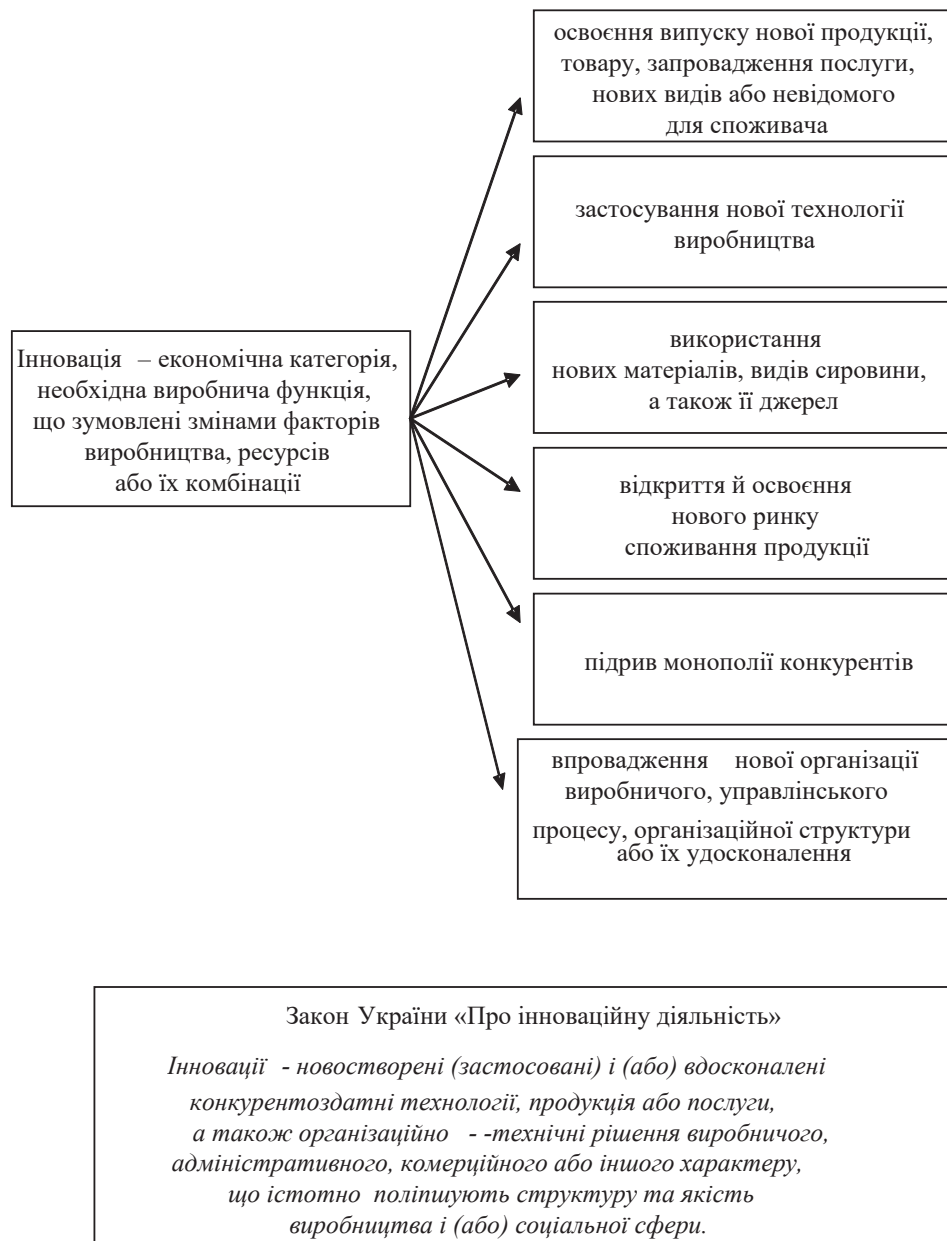 освоєння випуску нової продукції,
товару, запровадження послуги,
нових видів або невідомого
для споживача
застосування нової технології
виробництва
Інновація – економічна категорія,
необхідна виробнича функція,
що зумовлені змінами факторів
виробництва, ресурсів
або їх комбінації
використання
нових матеріалів, видів сировини,
а також її джерел
відкриття й освоєння
нового ринку
споживання продукції
підрив монополії конкурентів
впровадження нової організації
виробничого, управлінського
процесу, організаційної структури
або їх удосконалення
Закон України «Про інноваційну діяльність»
Інновації - новостворені (застосовані) і (або) вдосконалені
конкурентоздатні технології, продукція або послуги,
а також організаційно - -технічні рішення виробничого,
адміністративного, комерційного або іншого характеру,
що істотно поліпшують структуру та якість
виробництва і (або) соціальної сфери.